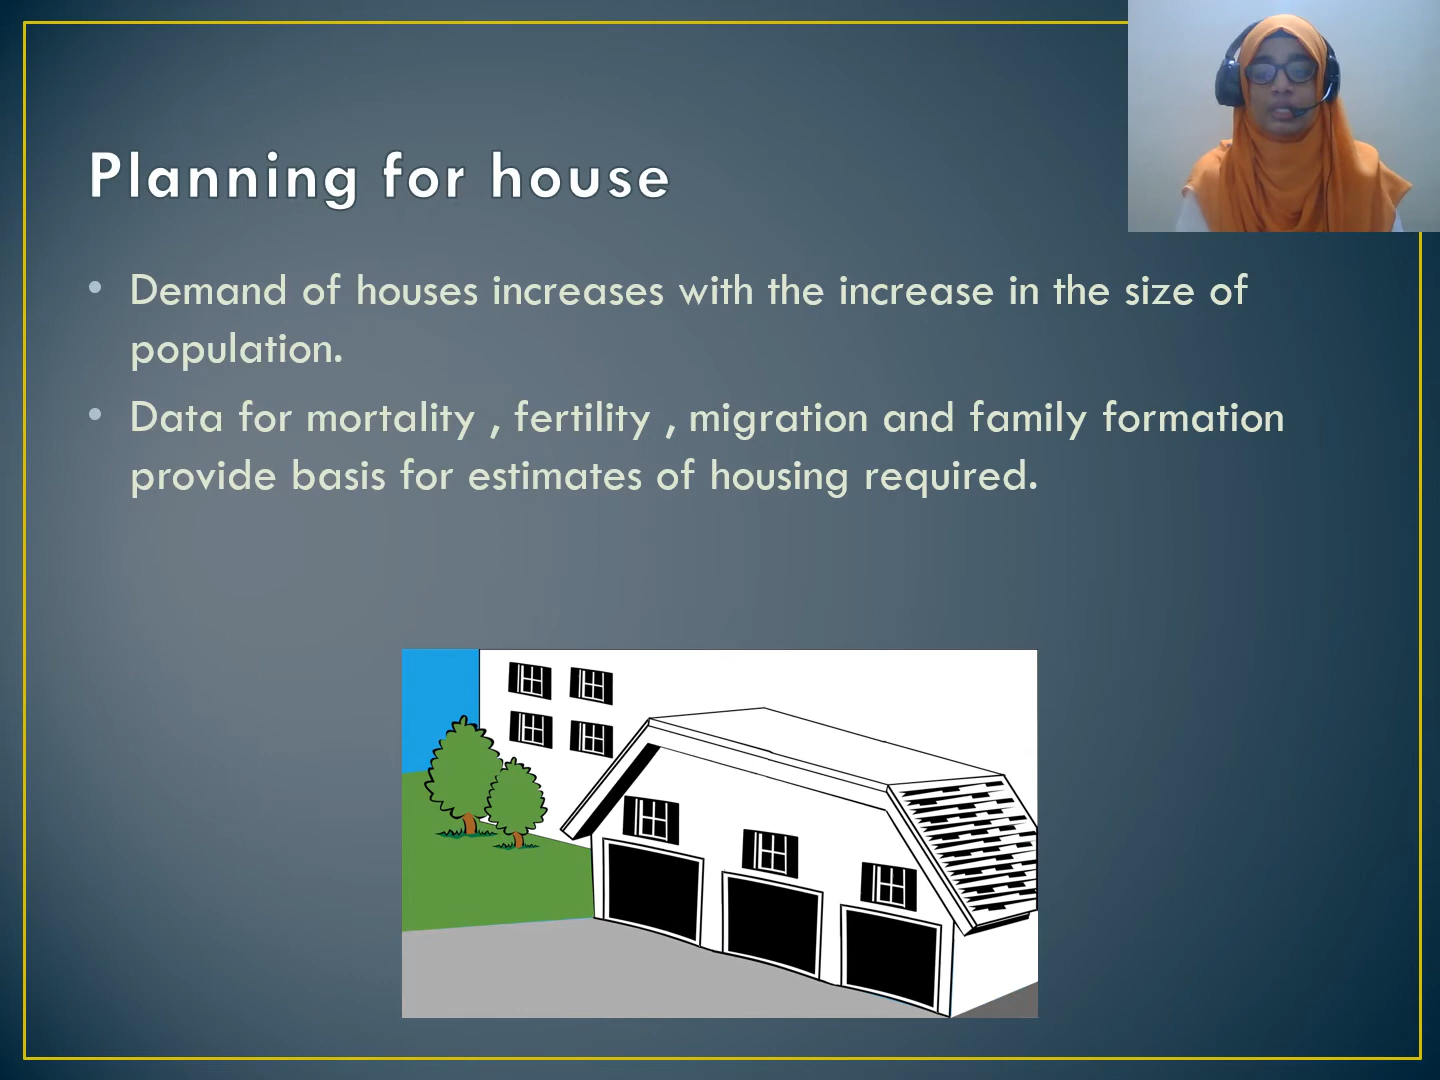 Planning for house
• Demand of houses increases with the increase in the size of
population.
• Data for mortality , fertility , migration and family formation
provide basis for estimates of housing required.